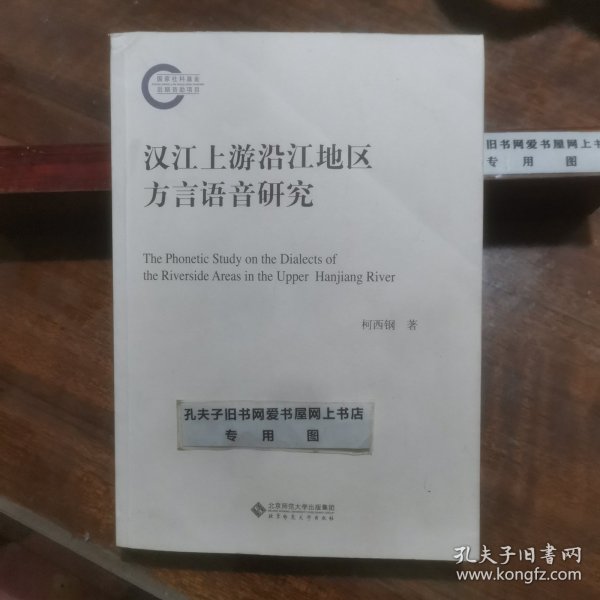 国家社科基金
后期资助项目
汉江上游沿江地区
方言语音研究
The Phonetic Study on the Dialects of
the Riverside Areas in the Upper Hanjiang River
柯西钢 著
孔夫子旧书网爱书屋网上书店
专 用 图
北京师范大学出版集团
北京师范大学出版社
旧书网爱书屋网上书
专 用 图
孔夫子旧书网
www.kongfz.com